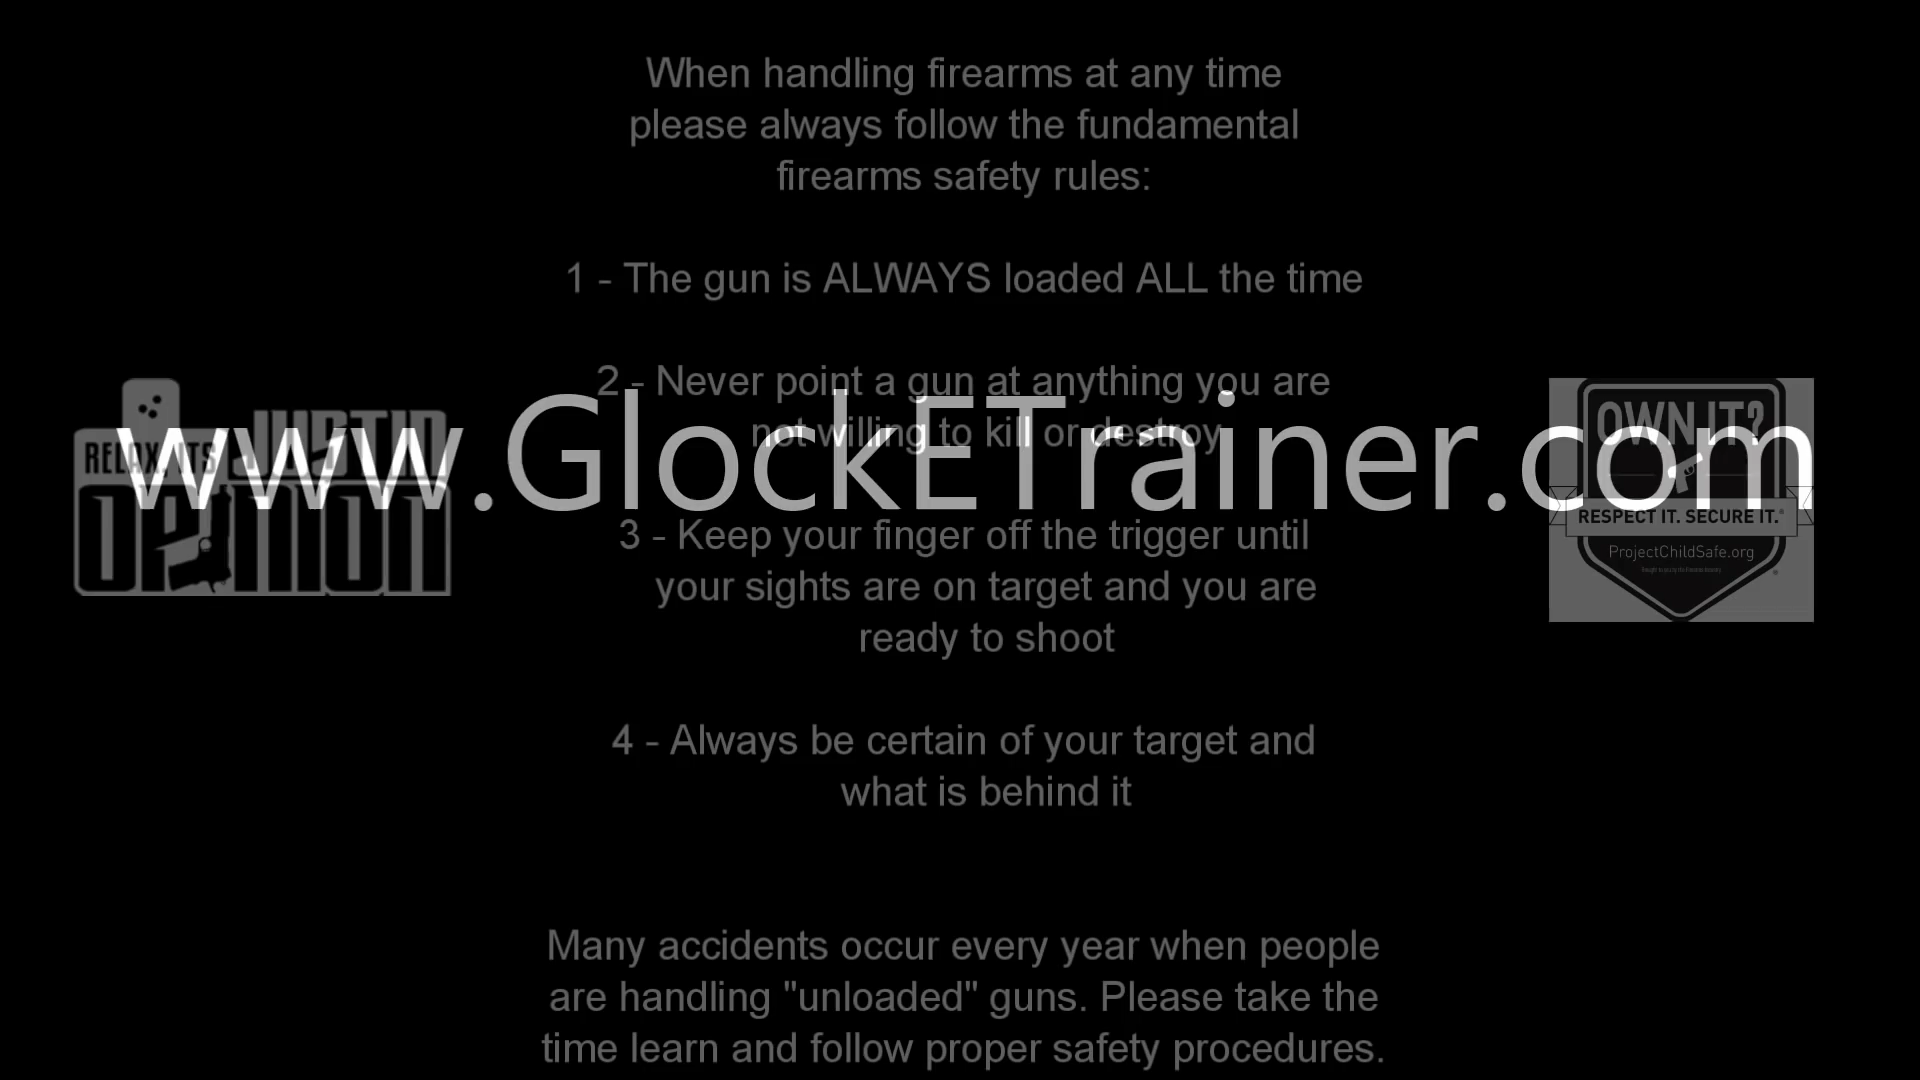 When handling firearms at any time
please always follow the fundamental
firearms safety rules:
1 - The gun is ALWAYS loaded ALL the time
2 - Never point a gun at anything you are
not willing to kill or destroy
www.GlockETrainer.com
RELAX, ITS
JUSTIN
OPINION
OWN IT?
RESPECT IT. SECURE IT.®
ProjectChildSafe.org
3 - Keep your finger off the trigger until
your sights are on target and you are
ready to shoot
4 - Always be certain of your target and
what is behind it
Many accidents occur every year when people
are handling "unloaded" guns. Please take the
time learn and follow proper safety procedures.